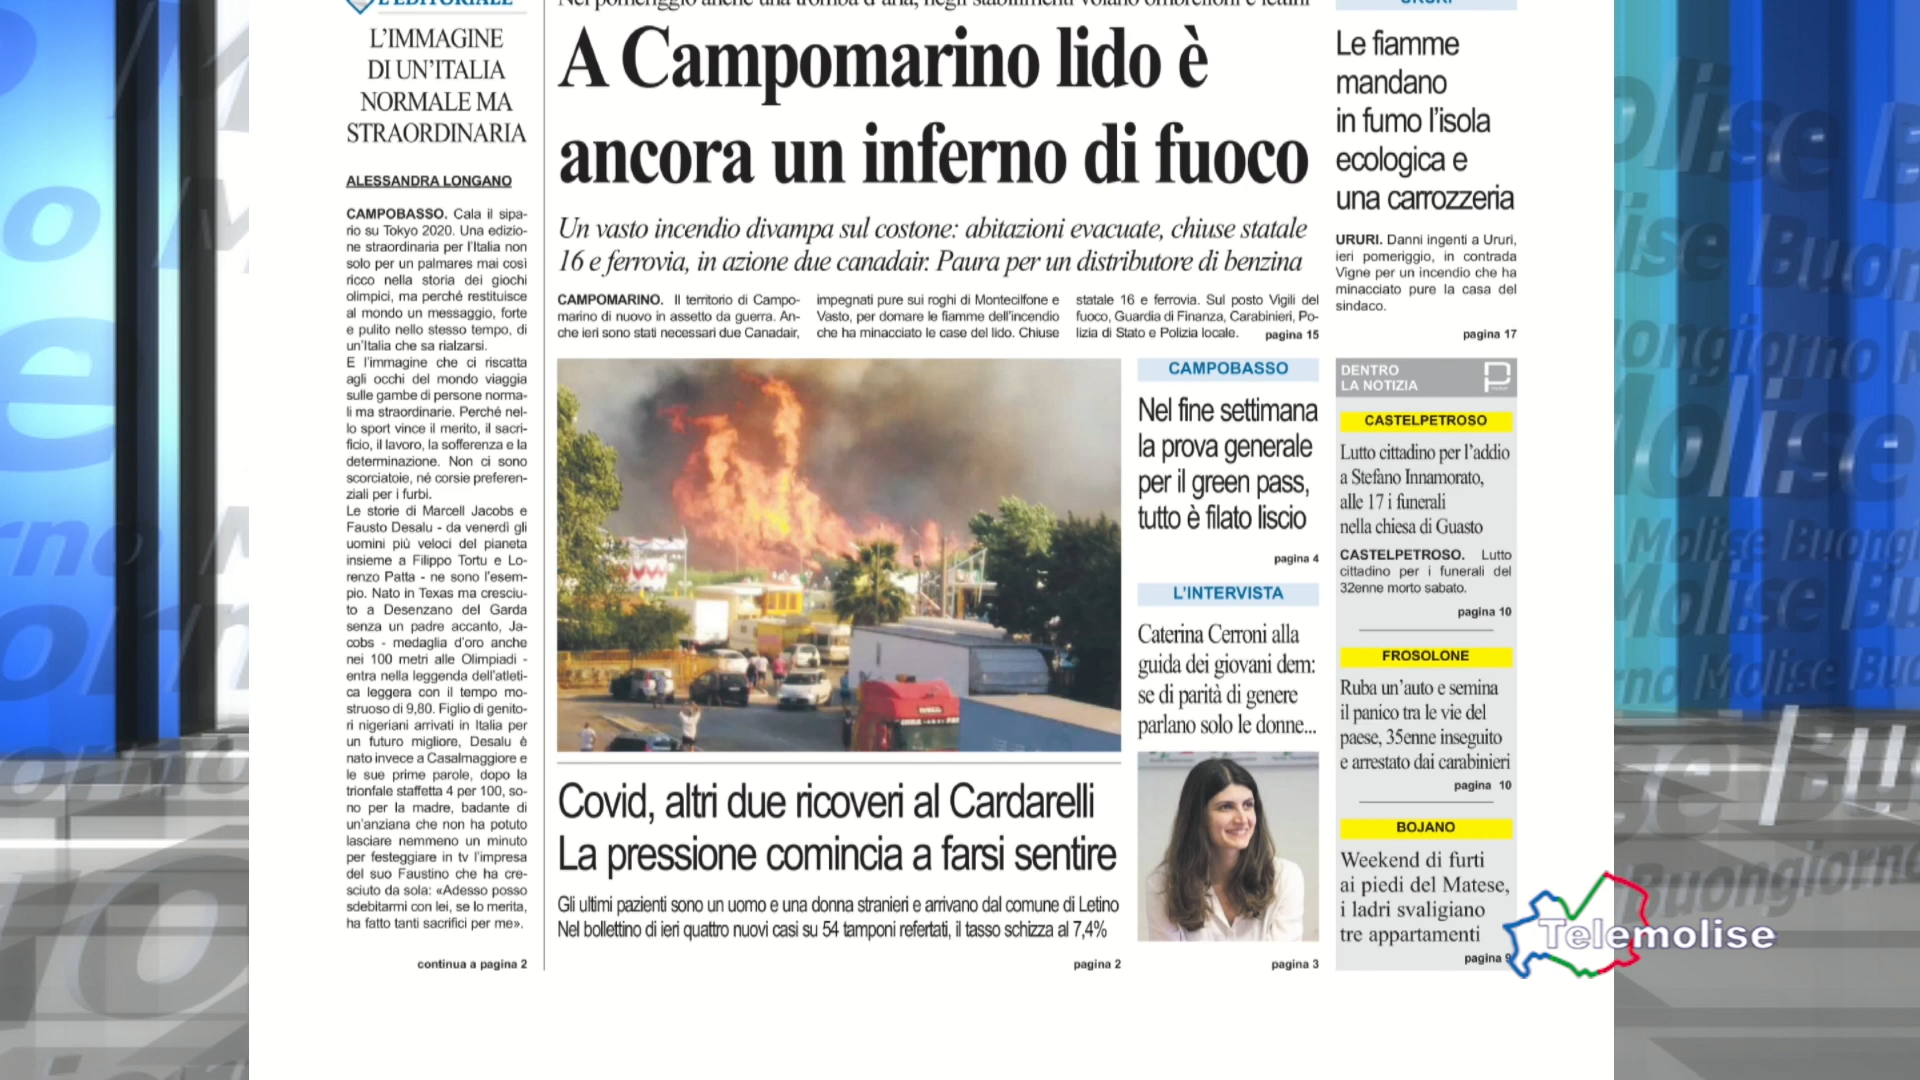 L'EDITORIALE
L'IMMAGINE
DI UN'ITALIA
NORMALE MA
STRAORDINARIA
ALESSANDRA LONGANO
CAMPOBASSO. Cala il sipa-
rio su Tokyo 2020. Una edizio-
ne straordinaria per l'Italia non
solo per un palmares mai così
ricco nella storia dei giochi
olimpici, ma perché restituisce
al mondo un messaggio, forte
e pulito nello stesso tempo, di
un'Italia che sa rialzarsi.
E l'immagine che ci riscatta
agli occhi del mondo viaggia
sulle gambe di persone norma-
li ma straordinarie. Perché nel-
lo sport vince il merito, il sacri-
ficio, il lavoro, la sofferenza e la
determinazione. Non ci sono
scorciatoie, né corsie preferen-
ziali per i furbi.
Le storie di Marcell Jacobs e
Fausto Desalu - da venerdì gli
uomini più veloci del pianeta
insieme a Filippo Tortu e Lo-
renzo Patta - ne sono l'esem-
pio. Nato in Texas ma cresciu-
to a Desenzano del Garda
senza un padre accanto, Ja-
cobs - medaglia d'oro anche
nei 100 metri alle Olimpiadi -
entra nella leggenda dell'atleti-
ca leggera con il tempo mo-
struoso di 9,80. Figlio di genito-
ri nigeriani arrivati in Italia per
un futuro migliore, Desalu è
nato invece a Casalmaggiore e
le sue prime parole, dopo la
trionfale staffetta 4 per 100, so-
no per la madre, badante di
un'anziana che non ha potuto
lasciare nemmeno un minuto
per festeggiare in tv l'impresa
del suo Faustino che ha cre-
sciuto da sola: «Adesso posso
sdebitarmi con lei, se lo merita,
ha fatto tanti sacrifici per me».
continua a pagina 2
Nel pomeriggio anche una tromba d'aria, negli stabilimenti volano ombrelloni e lettini
A Campomarino lido è
ancora un inferno di fuoco
Un vasto incendio divampa sul costone: abitazioni evacuate, chiuse statale
16 e ferrovia, in azione due canadair. Paura per un distributore di benzina
CAMPOMARINO. Il territorio di Campo-
marino di nuovo in assetto da guerra. An-
che ieri sono stati necessari due Canadair,
impegnati pure sui roghi di Montecilfone e
Vasto, per domare le fiamme dell'incendio
che ha minacciato le case del lido. Chiuse
statale 16 e ferrovia. Sul posto Vigili del
fuoco, Guardia di Finanza, Carabinieri, Po-
lizia di Stato e Polizia locale. pagina 15
Covid, altri due ricoveri al Cardarelli
La pressione comincia a farsi sentire
Gli ultimi pazienti sono un uomo e una donna stranieri e arrivano dal comune di Letino
Nel bollettino di ieri quattro nuovi casi su 54 tamponi refertati, il tasso schizza al 7,4%
pagina 2
CAMPOBASSO
Nel fine settimana
la prova generale
per il green pass,
tutto è filato liscio
pagina 4
L'INTERVISTA
Caterina Cerroni alla
guida dei giovani dem:
se di parità di genere
parlano solo le donne...
pagina 3
URURI
Le fiamme
mandano
in fumo l'isola
ecologica e
una carrozzeria
URURI. Danni ingenti a Ururi,
ieri pomeriggio, in contrada
Vigne per un incendio che ha
minacciato pure la casa del
sindaco.
pagina 17
DENTRO
LA NOTIZIA
CASTELPETROSO
Lutto cittadino per l'addio
a Stefano Innamorato,
alle 17 i funerali
nella chiesa di Guasto
CASTELPETROSO. Lutto
cittadino per i funerali del
32enne morto sabato.
pagina 10
FROSOLONE
Ruba un'auto e semina
il panico tra le vie del
paese, 35enne inseguito
e arrestato dai carabinieri
pagina 10
BOJANO
Weekend di furti
ai piedi del Matese,
i ladri svaligiano
tre appartamenti
pagina 9
Telemolise
Buongiorno Molise
Molise Buongiorno